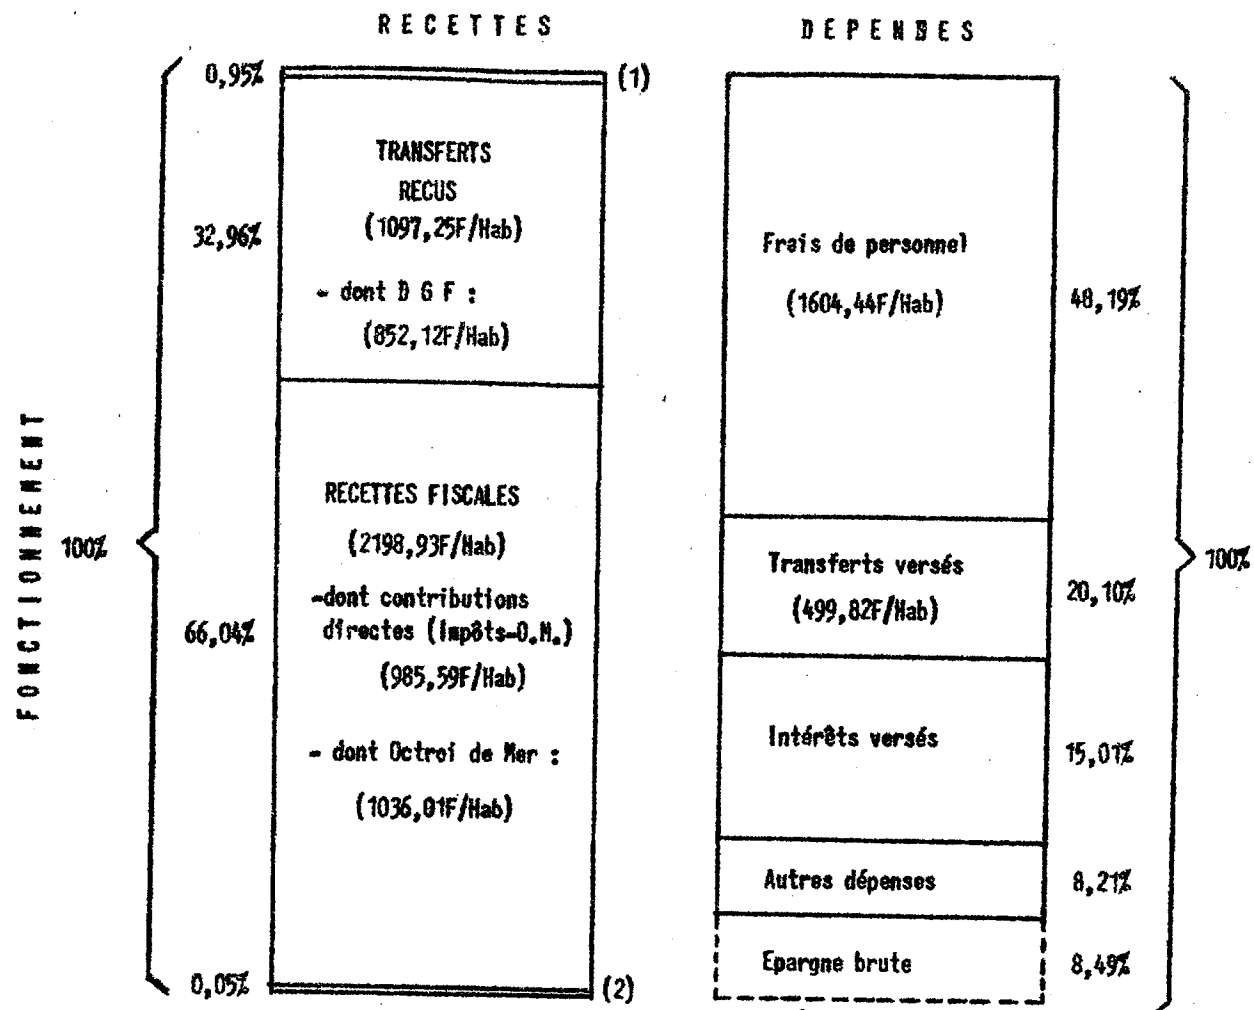 RECETTES
DEPENSES
0,95%
(1)
TRANSFERTS
RECUS
(1097,25F/Hab)
32,96%
- dont D G F :
(852,12F/Hab)
Frais de personnel
(1604,44F/Hab)
48,19%
FONCTIONNEMENT
100%
RECETTES FISCALES
(2198,93F/Hab)
-dont contributions
directes (Impôts-O.M.)
(985,59F/Hab)
66,04%
- dont Octroi de Mer :
(1036,01F/Hab)
Transferts versés
(499,82F/Hab)
20,10%
100%
Intérêts versés
15,01%
Autres dépenses
8,21%
Epargne brute
8,49%
0,05%
(2)